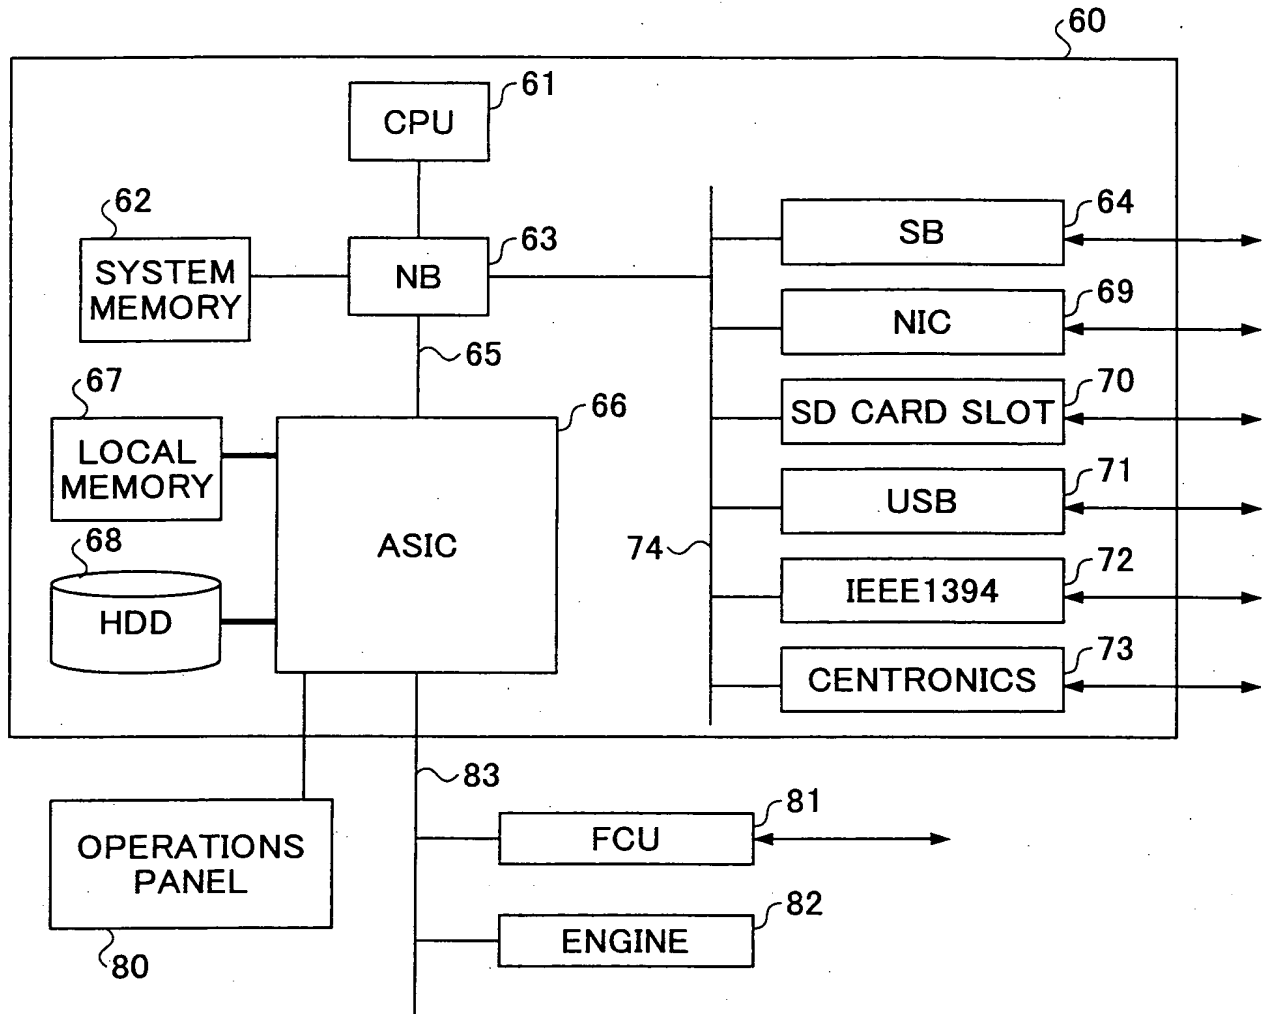 60
61
CPU
62
SYSTEM
MEMORY
63
NB
64
SB
65
69
NIC
67
LOCAL
MEMORY
66
ASIC
70
SD CARD SLOT
71
USB
68
HDD
74
72
IEEE1394
73
CENTRONICS
83
OPERATIONS
PANEL
80
81
FCU
82
ENGINE